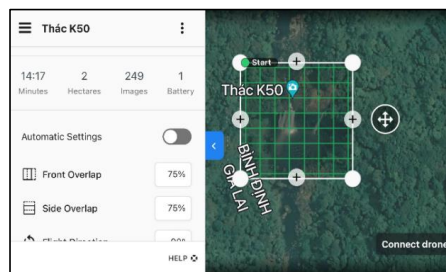 Thác K50
14:17
2
249
1
Minutes
Hectares
Images
Battery
Automatic Settings
Front Overlap
75%
Side Overlap
75%
Flight Direction
HELP
Start
Thác K50
BÌNH ĐỊNH
GIA LAI
Connect drone